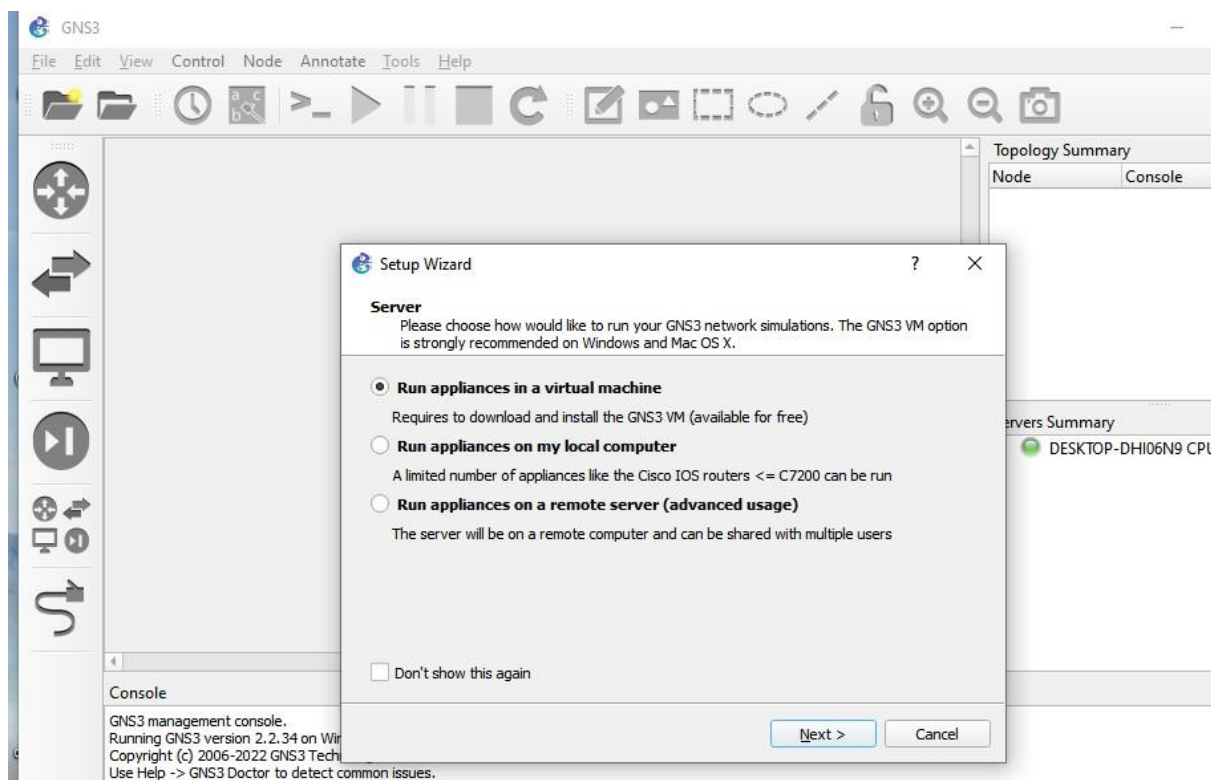 GNS3
File Edit View Control Node Annotate Tools Help
Topology Summary
Node Console
Setup Wizard ? X
Server
Please choose how would like to run your GNS3 network simulations. The GNS3 VM option
is strongly recommended on Windows and Mac OS X.
Run appliances in a virtual machine
Requires to download and install the GNS3 VM (available for free)
Run appliances on my local computer
A limited number of appliances like the Cisco IOS routers <= C7200 can be run
Run appliances on a remote server (advanced usage)
The server will be on a remote computer and can be shared with multiple users
Don't show this again
Next > Cancel
Summary
DESKTOP-DHI06N9 CPU
Console
GNS3 management console.
Running GNS3 version 2.2.34 on
Copyright (c) 2006-2022 GNS3
Use Help -> GNS3 Doctor to detect common issues.